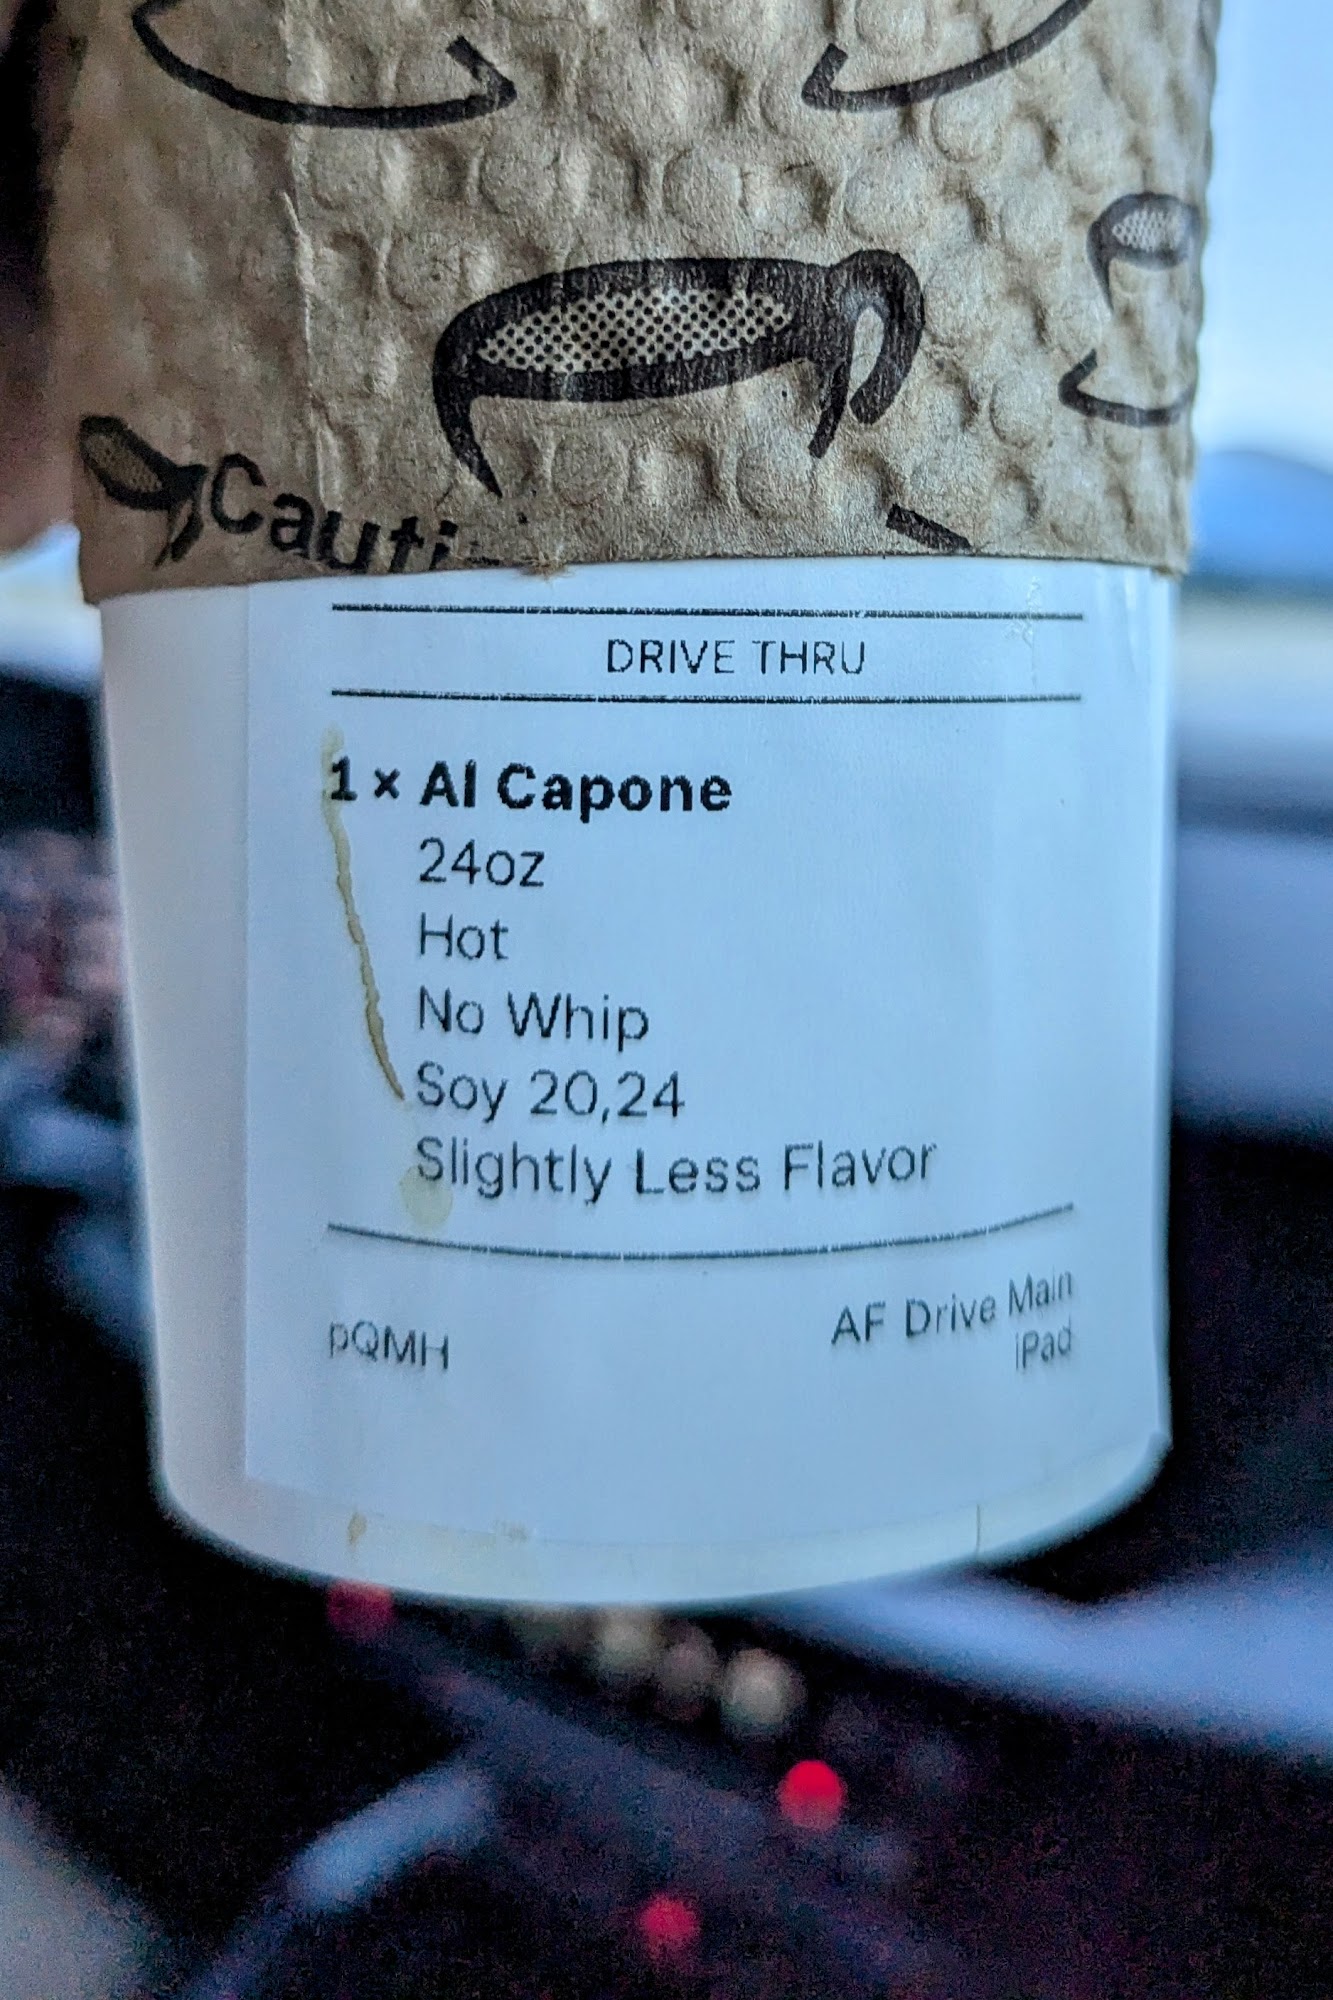 Cauti
DRIVE THRU
1 × Al Capone
24oz
Hot
No Whip
Soy 20,24
Slightly Less Flavor
pQMH
AF Drive Main
iPad